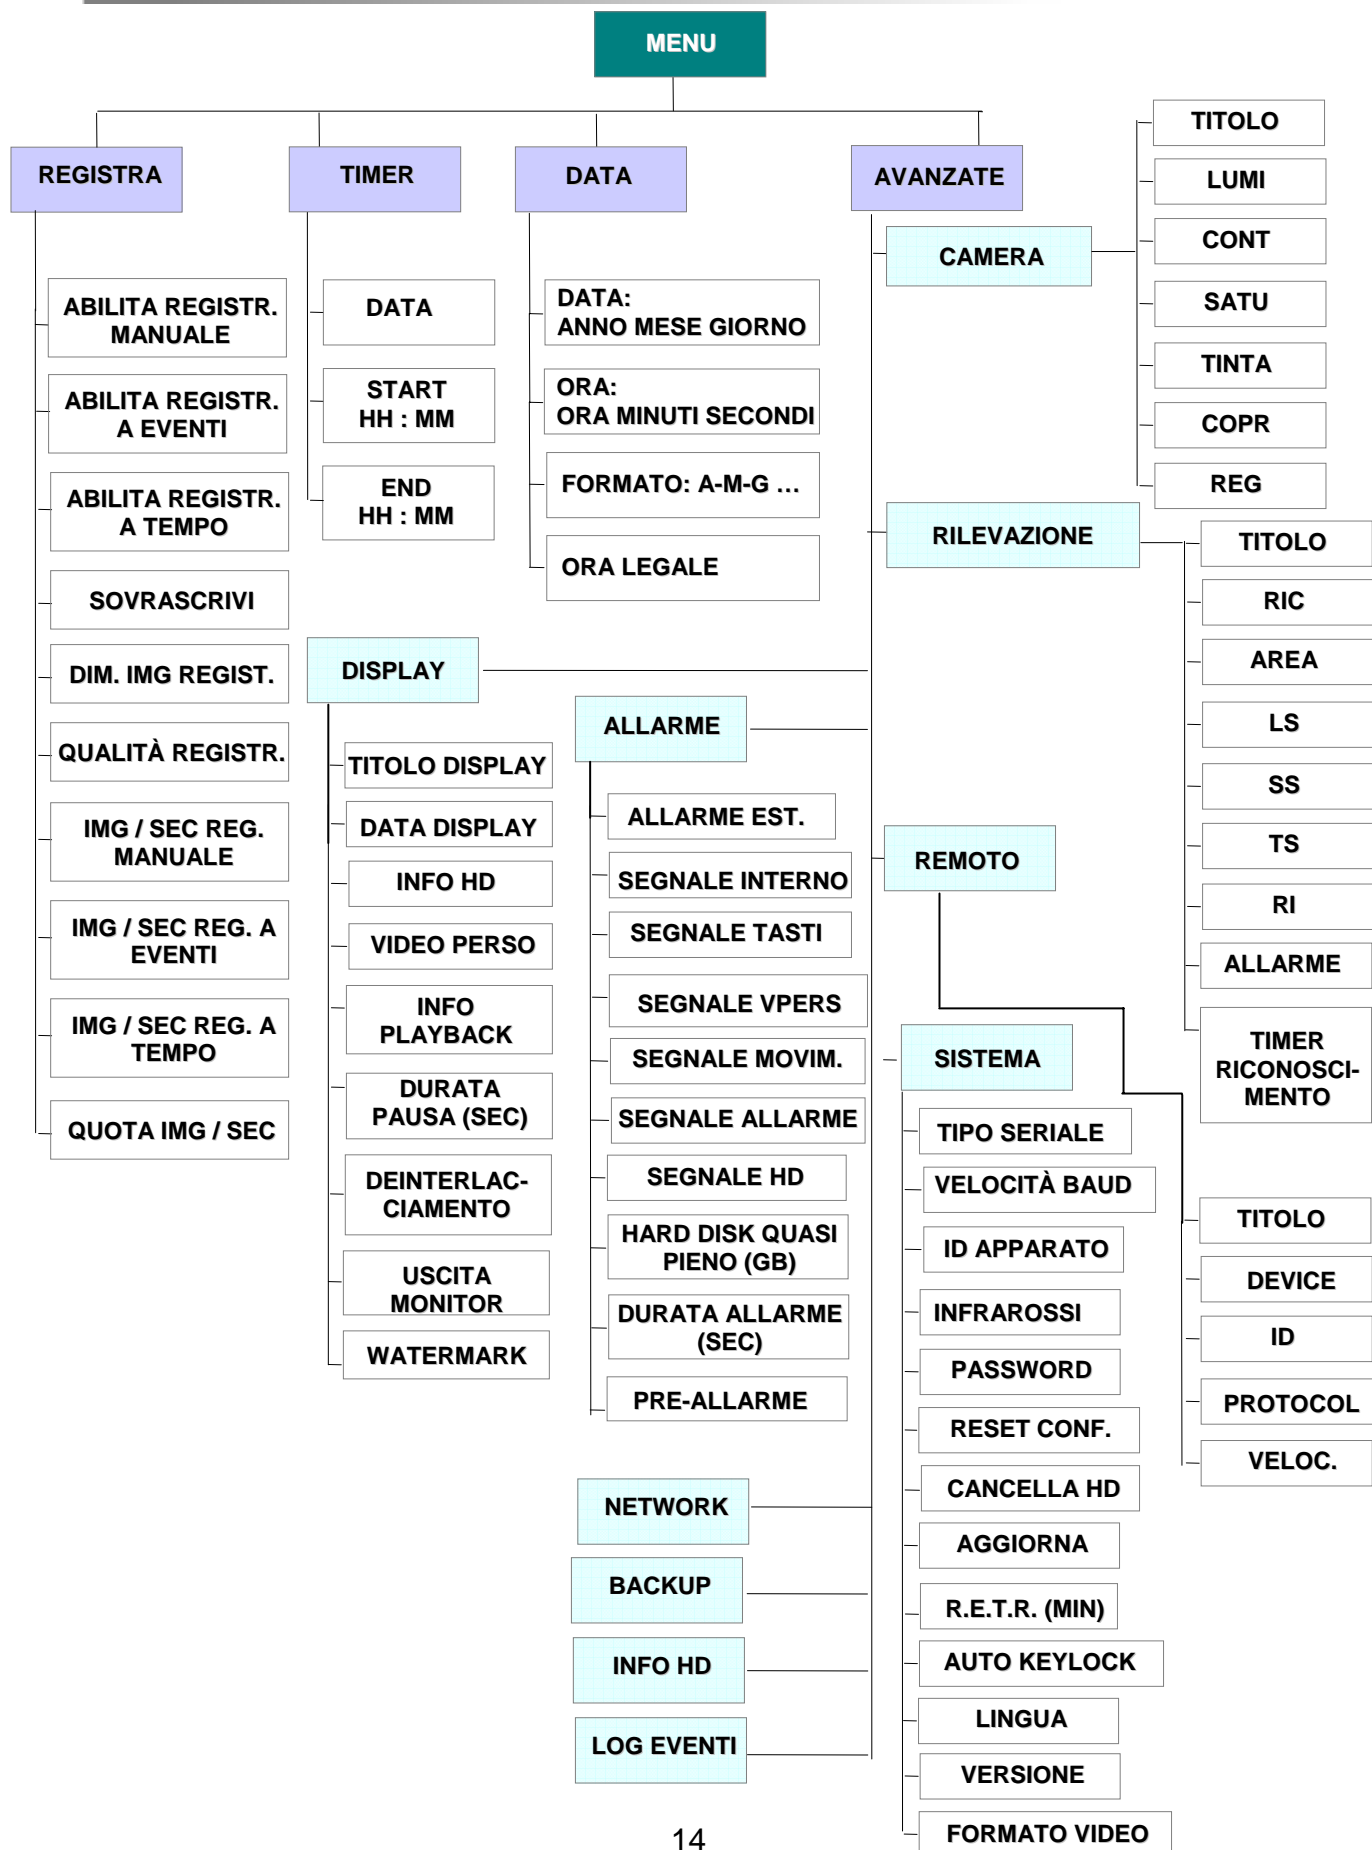 MENU
REGISTRA
TIMER
DATA
AVANZATE
ABILITA REGISTR.
MANUALE
ABILITA REGISTR.
A EVENTI
ABILITA REGISTR.
A TEMPO
SOVRASCRIVI
DIM. IMG REGIST.
QUALITÀ REGISTR.
IMG / SEC REG.
MANUALE
IMG / SEC REG. A
EVENTI
IMG / SEC REG. A
TEMPO
QUOTA IMG / SEC
DATA
START
HH : MM
END
HH : MM
DATA:
ANNO MESE GIORNO
ORA:
ORA MINUTI SECONDI
FORMATO: A-M-G ...
ORA LEGALE
CAMERA
TITOLO
LUMI
CONT
SATU
TINTA
COPR
REG
RILEVAZIONE
TITOLO
RIC
AREA
LS
SS
TS
RI
ALLARME
TIMER
RICONOSCI-
MENTO
DISPLAY
TITOLO DISPLAY
DATA DISPLAY
INFO HD
VIDEO PERSO
INFO
PLAYBACK
DURATA
PAUSA (SEC)
DEINTERLAC-
CIAMENTO
USCITA
MONITOR
WATERMARK
ALLARME
ALLARME EST.
SEGNALE INTERNO
SEGNALE TASTI
SEGNALE VPERS
SEGNALE MOVIM.
SEGNALE ALLARME
SEGNALE HD
HARD DISK QUASI
PIENO (GB)
DURATA ALLARME
(SEC)
PRE-ALLARME
REMOTO
TITOLO
DEVICE
ID
PROTOCOL
VELOC.
SISTEMA
TIPO SERIALE
VELOCITÀ BAUD
ID APPARATO
INFRAROSSI
PASSWORD
RESET CONF.
CANCELLA HD
AGGIORNA
R.E.T.R. (MIN)
AUTO KEYLOCK
LINGUA
VERSIONE
FORMATO VIDEO
NETWORK
BACKUP
INFO HD
LOG EVENTI
14